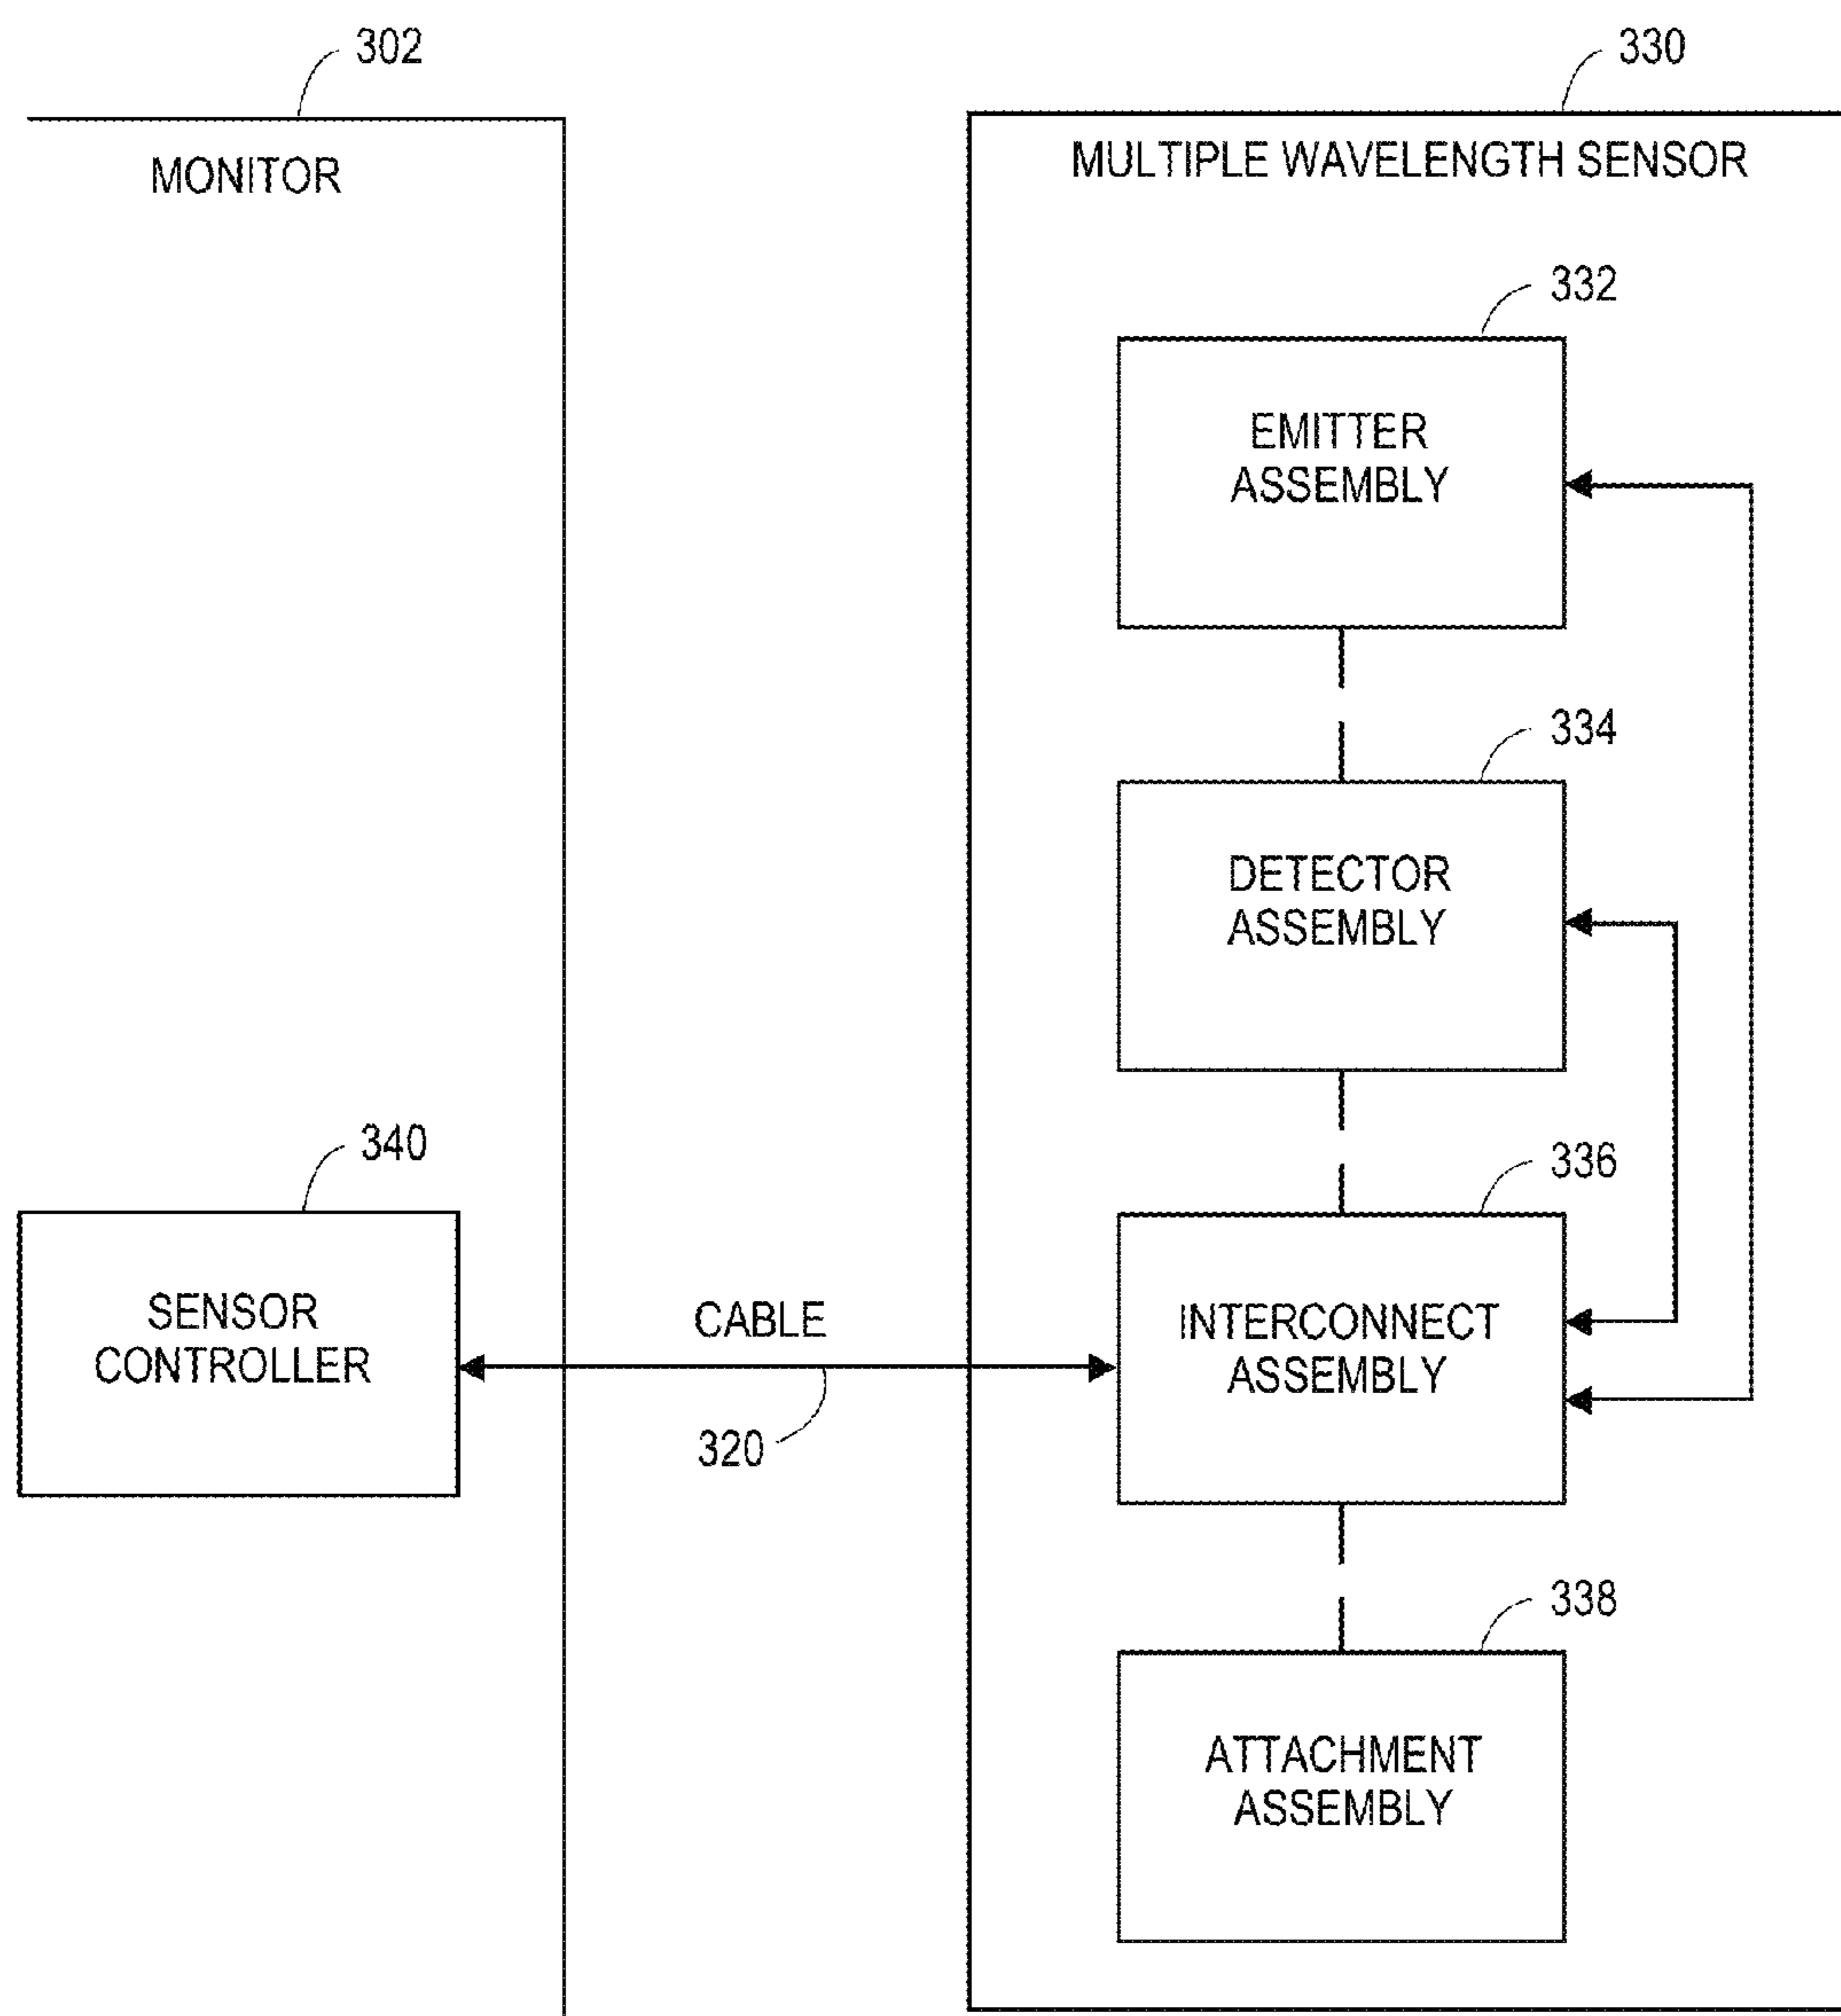 302
330
MONITOR
MULTIPLE WAVELENGTH SENSOR
332
EMITTER
ASSEMBLY
334
DETECTOR
ASSEMBLY
340
336
SENSOR
CONTROLLER
CABLE
320
INTERCONNECT
ASSEMBLY
338
ATTACHMENT
ASSEMBLY